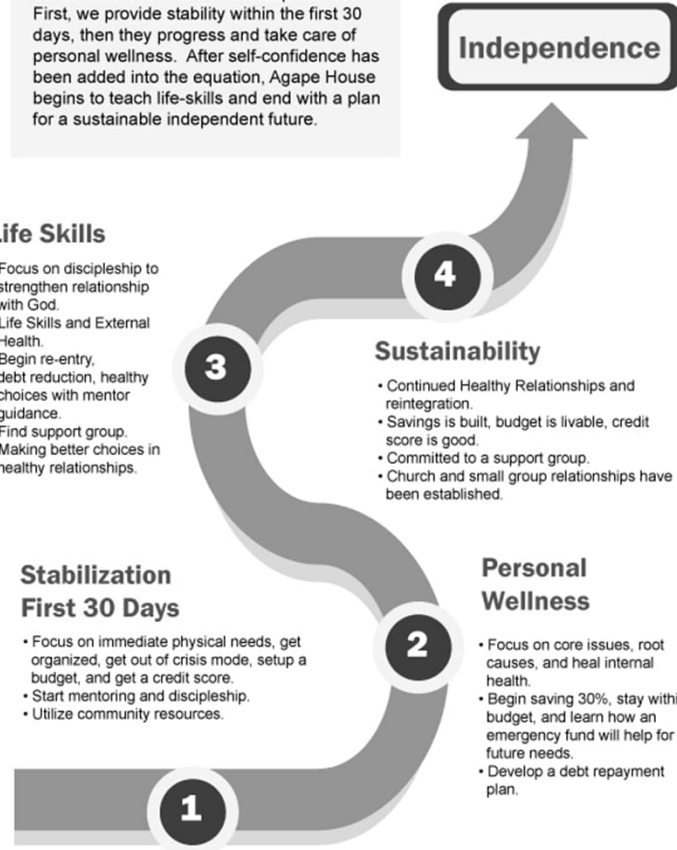 First, we provide stability within the first 30
days, then they progress and take care of
personal wellness. After self-confidence has
been added into the equation, Agape House
begins to teach life-skills and end with a plan
for a sustainable independent future.
Independence
Life Skills
Focus on discipleship to
strengthen relationship
with God.
Life Skills and External
Health.
Begin re-entry,
debt reduction, healthy
choices with mentor
guidance.
Find support group.
Making better choices in
healthy relationships.
4
3
Sustainability
• Continued Healthy Relationships and
reintegration.
• Savings is built, budget is livable, credit
score is good.
• Committed to a support group.
• Church and small group relationships have
been established.
Stabilization
First 30 Days
• Focus on immediate physical needs, get
organized, get out of crisis mode, setup a
budget, and get a credit score.
• Start mentoring and discipleship.
• Utilize community resources.
2
Personal
Wellness
• Focus on core issues, root
causes, and heal internal
health.
• Begin saving 30%, stay withi
budget, and learn how an
emergency fund will help for
future needs.
• Develop a debt repayment
plan.
1